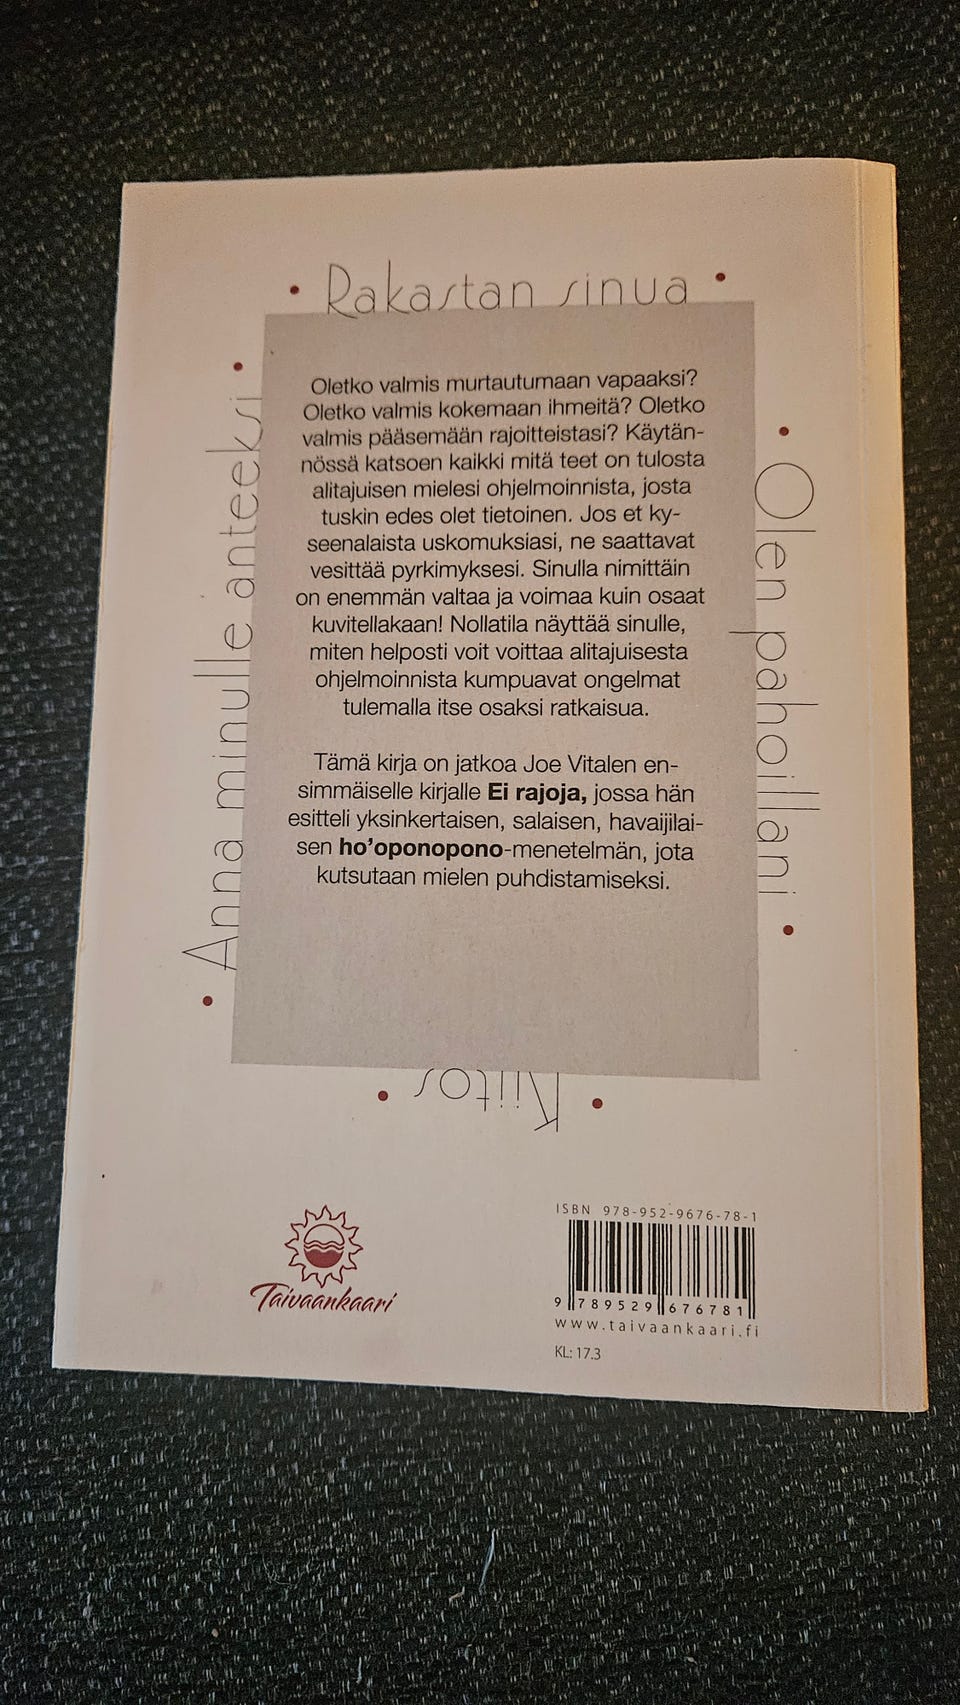 Rakastan sinua
Olen pahoillani
Kiitos
Anna minulle anteeksi
Oletko valmis murtautumaan vapaaksi?
Oletko valmis kokemaan ihmeitä? Oletko
valmis pääsemään rajoitteistasi? Käytän-
nössä katsoen kaikki mitä teet on tulosta
alitajuisen mielesi ohjelmoinnista, josta
tuskin edes olet tietoinen. Jos et ky-
seenalaista uskomuksiasi, ne saattavat
vesittää pyrkimyksesi. Sinulla nimittäin
on enemmän valtaa ja voimaa kuin osaat
kuvitellakaan! Nollatila näyttää sinulle,
miten helposti voit voittaa alitajuisesta
ohjelmoinnista kumpuavat ongelmat
tulemalla itse osaksi ratkaisua.
Tämä kirja on jatkoa Joe Vitalen en-
simmäiselle kirjalle Ei rajoja, jossa hän
esitteli yksinkertaisen, salaisen, havaijilai-
sen ho'oponopono-menetelmän, jota
kutsutaan mielen puhdistamiseksi.
Taivaankaari
ISBN 978-952-9676-78-1
9 789529 676781
www.taivaankaari.fi
KL: 17.3